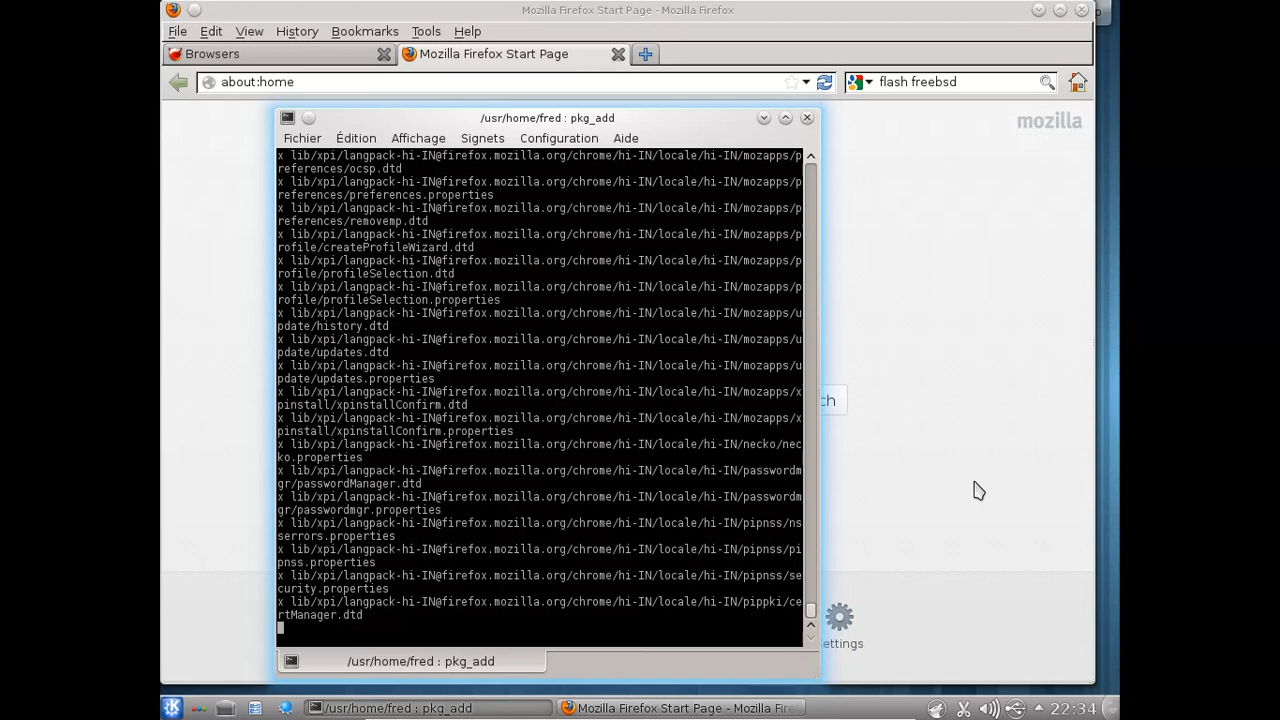 Mozilla Firefox Start Page - Mozilla Firefox
File Edit View History Bookmarks Tools Help
Browsers Mozilla Firefox Start Page
about:home flash freebsd
mozilla
/usr/home/fred : pkg_add
Fichier Édition Affichage Signets Configuration Aide
x lib/xpi/langpack-hi-IN@firefox.mozilla.org/chrome/hi-IN/locale/hi-IN/mozapps/p
references/ocsp.dtd
x lib/xpi/langpack-hi-IN@firefox.mozilla.org/chrome/hi-IN/locale/hi-IN/mozapps/p
references/preferences.properties
x lib/xpi/langpack-hi-IN@firefox.mozilla.org/chrome/hi-IN/locale/hi-IN/mozapps/p
references/removemp.dtd
x lib/xpi/langpack-hi-IN@firefox.mozilla.org/chrome/hi-IN/locale/hi-IN/mozapps/p
rofile/createProfileWizard.dtd
x lib/xpi/langpack-hi-IN@firefox.mozilla.org/chrome/hi-IN/locale/hi-IN/mozapps/p
rofile/profileSelection.dtd
x lib/xpi/langpack-hi-IN@firefox.mozilla.org/chrome/hi-IN/locale/hi-IN/mozapps/p
rofile/profileSelection.properties
x lib/xpi/langpack-hi-IN@firefox.mozilla.org/chrome/hi-IN/locale/hi-IN/mozapps/u
pdate/history.dtd
x lib/xpi/langpack-hi-IN@firefox.mozilla.org/chrome/hi-IN/locale/hi-IN/mozapps/u
pdate/updates.dtd
x lib/xpi/langpack-hi-IN@firefox.mozilla.org/chrome/hi-IN/locale/hi-IN/mozapps/u
pdate/updates.properties
x lib/xpi/langpack-hi-IN@firefox.mozilla.org/chrome/hi-IN/locale/hi-IN/mozapps/x
pinstall/xpinstallConfirm.dtd
x lib/xpi/langpack-hi-IN@firefox.mozilla.org/chrome/hi-IN/locale/hi-IN/mozapps/x
pinstall/xpinstallConfirm.properties
x lib/xpi/langpack-hi-IN@firefox.mozilla.org/chrome/hi-IN/locale/hi-IN/necko/nec
ko.properties
x lib/xpi/langpack-hi-IN@firefox.mozilla.org/chrome/hi-IN/locale/hi-IN/passwordm
gr/passwordManager.dtd
x lib/xpi/langpack-hi-IN@firefox.mozilla.org/chrome/hi-IN/locale/hi-IN/passwordm
gr/passwordmgr.properties
x lib/xpi/langpack-hi-IN@firefox.mozilla.org/chrome/hi-IN/locale/hi-IN/pipnss/ns
serrors.properties
x lib/xpi/langpack-hi-IN@firefox.mozilla.org/chrome/hi-IN/locale/hi-IN/pipnss/pi
pnss.properties
x lib/xpi/langpack-hi-IN@firefox.mozilla.org/chrome/hi-IN/locale/hi-IN/pipnss/se
curity.properties
x lib/xpi/langpack-hi-IN@firefox.mozilla.org/chrome/hi-IN/locale/hi-IN/pippki/ce
rtManager.dtd
ch
ettings
/usr/home/fred : pkg_add
/usr/home/fred : pkg_add Mozilla Firefox Start Page - Mozilla Fire 22:34